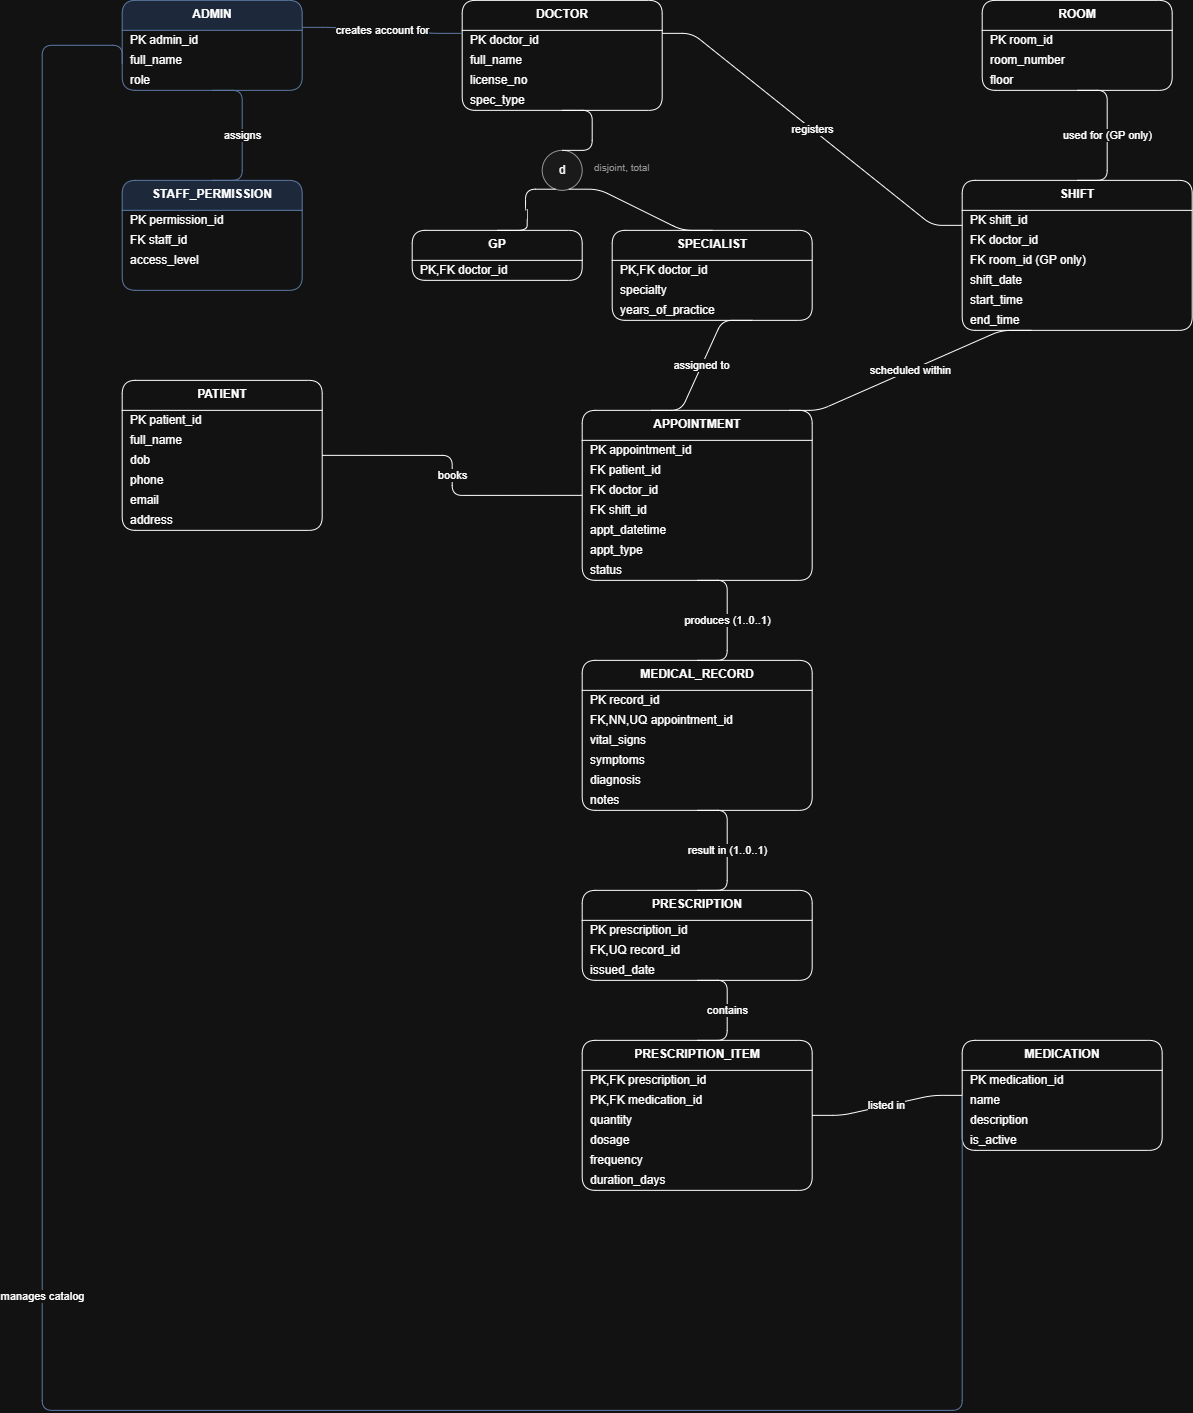 ADMIN
PK admin_id
full_name
role
creates account for
DOCTOR
PK doctor_id
full_name
license_no
spec_type
ROOM
PK room_id
room_number
floor
assigns
registers
used for (GP only)
d
disjoint, total
STAFF_PERMISSION
PK permission_id
FK staff_id
access_level
GP
PK,FK doctor_id
SPECIALIST
PK,FK doctor_id
specialty
years_of_practice
SHIFT
PK shift_id
FK doctor_id
FK room_id (GP only)
shift_date
start_time
end_time
assigned to
scheduled within
PATIENT
PK patient_id
full_name
dob
phone
email
address
books
APPOINTMENT
PK appointment_id
FK patient_id
FK doctor_id
FK shift_id
appt_datetime
appt_type
status
produces (1..0..1)
MEDICAL_RECORD
PK record_id
FK,NN,UQ appointment_id
vital_signs
symptoms
diagnosis
notes
result in (1..0..1)
PRESCRIPTION
PK prescription_id
FK,UQ record_id
issued_date
contains
PRESCRIPTION_ITEM
PK,FK prescription_id
PK,FK medication_id
quantity
dosage
frequency
duration_days
listed in
MEDICATION
PK medication_id
name
description
is_active
manages catalog